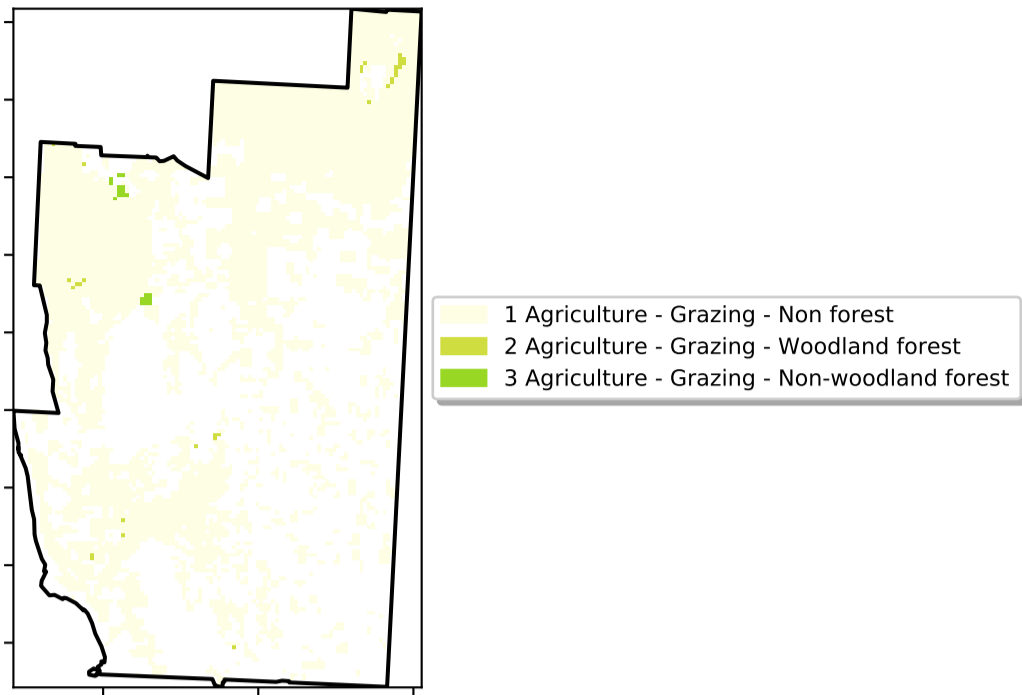 1 Agriculture - Grazing - Non forest
2 Agriculture - Grazing - Woodland forest
3 Agriculture - Grazing - Non-woodland forest